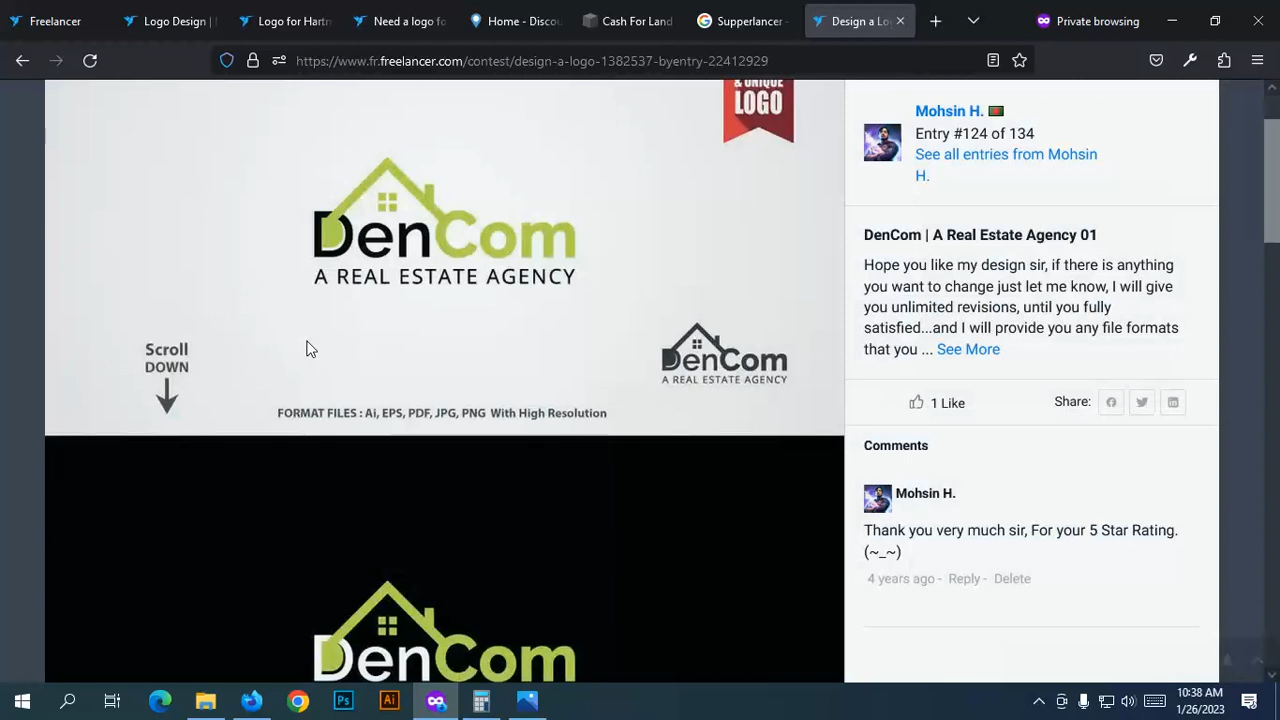 Freelancer
Logo Design |
Logo for Hartn
Need a logo fo
Home - Discou
Cash For Land
Supperlancer -
Design a Lo
Private browsing
https://www.fr.freelancer.com/contest/design-a-logo-1382537-byentry-22412929
& UNIQUE
LOGO
DenCom
A REAL ESTATE AGENCY
Scroll
DOWN
DenCom
A REAL ESTATE AGENCY
FORMAT FILES : Ai, EPS, PDF, JPG, PNG With High Resolution
DenCom
Mohsin H.
Entry #124 of 134
See all entries from Mohsin
H.
DenCom | A Real Estate Agency 01
Hope you like my design sir, if there is anything
you want to change just let me know, I will give
you unlimited revisions, until you fully
satisfied...and I will provide you any file formats
that you ... See More
1 Like
Share:
Comments
Mohsin H.
Thank you very much sir, For your 5 Star Rating.
(~_~)
4 years ago - Reply - Delete
Ps
Ai
10:38 AM
1/26/2023